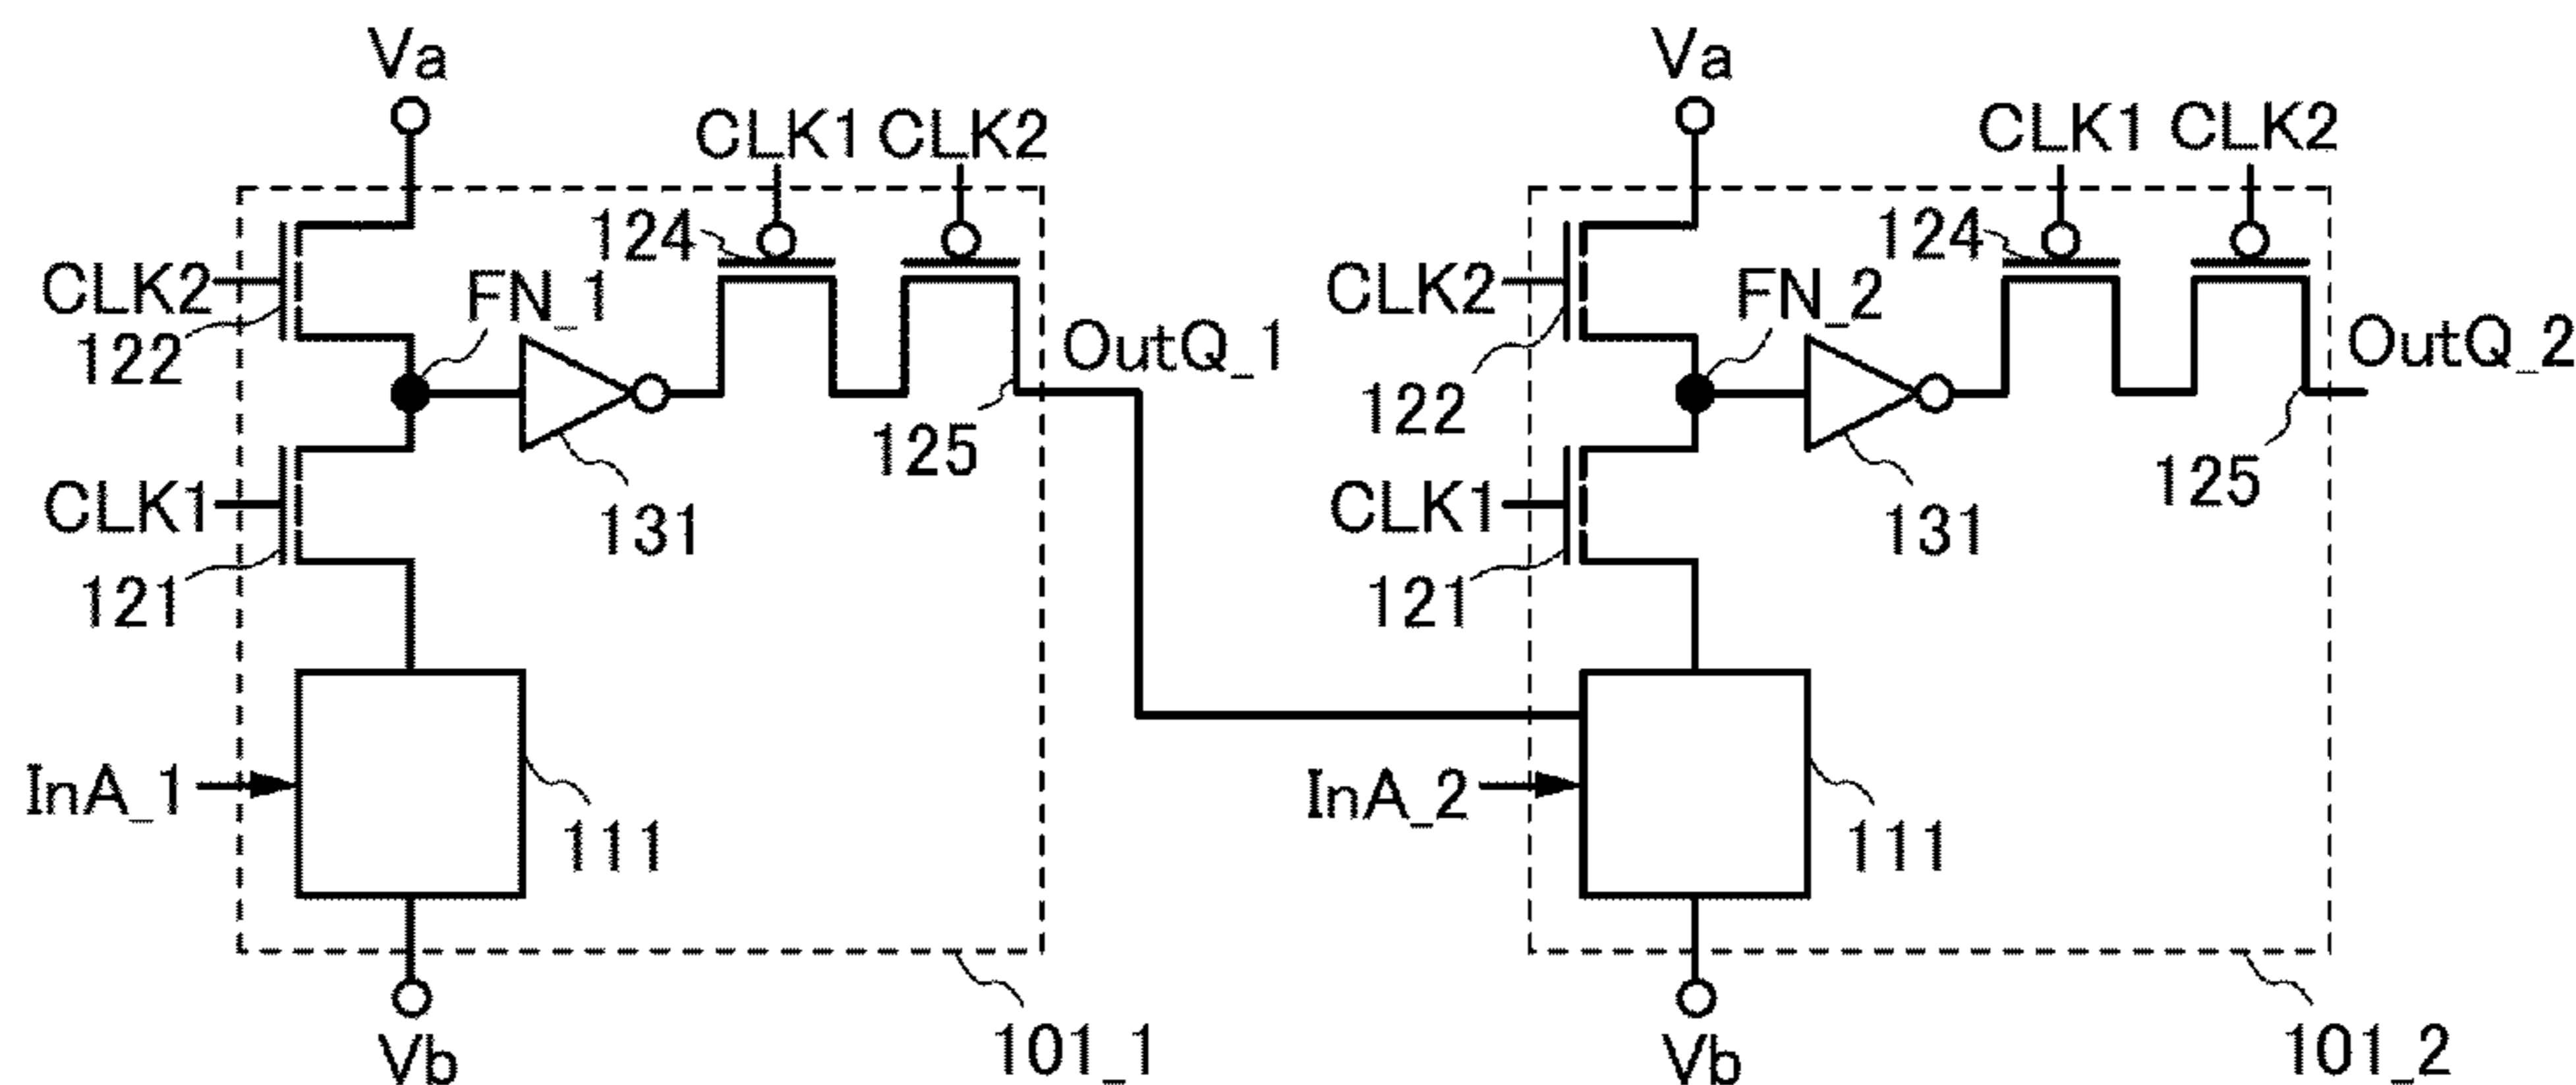 Va
Va
CLK1 CLK2
CLK1 CLK2
124
124
CLK2
FN_1
CLK2
FN_2
122
OutQ_1
122
OutQ_2
125
125
CLK1
131
CLK1
131
121
121
InA_1
111
InA_2
111
Vb
101_1
Vb
101_2